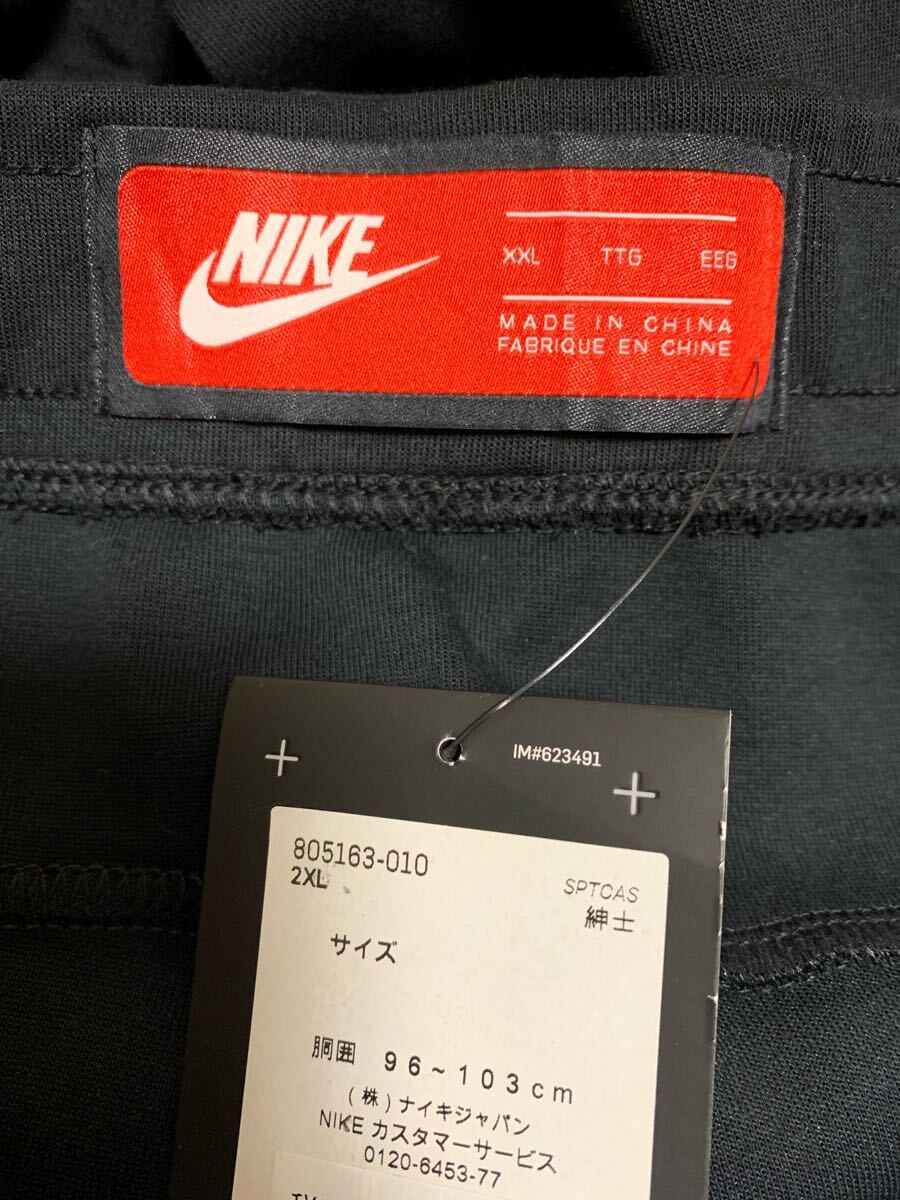 NIKE
XXL TTG EEG
MADE IN CHINA
FABRIQUE EN CHINE
IM#623491
805163-010
2XL
SPTCAS
紳士
サイズ
胴囲 96~103cm
(株)ナイキジャパン
NIKE カスタマーサービス
0120-6453-77